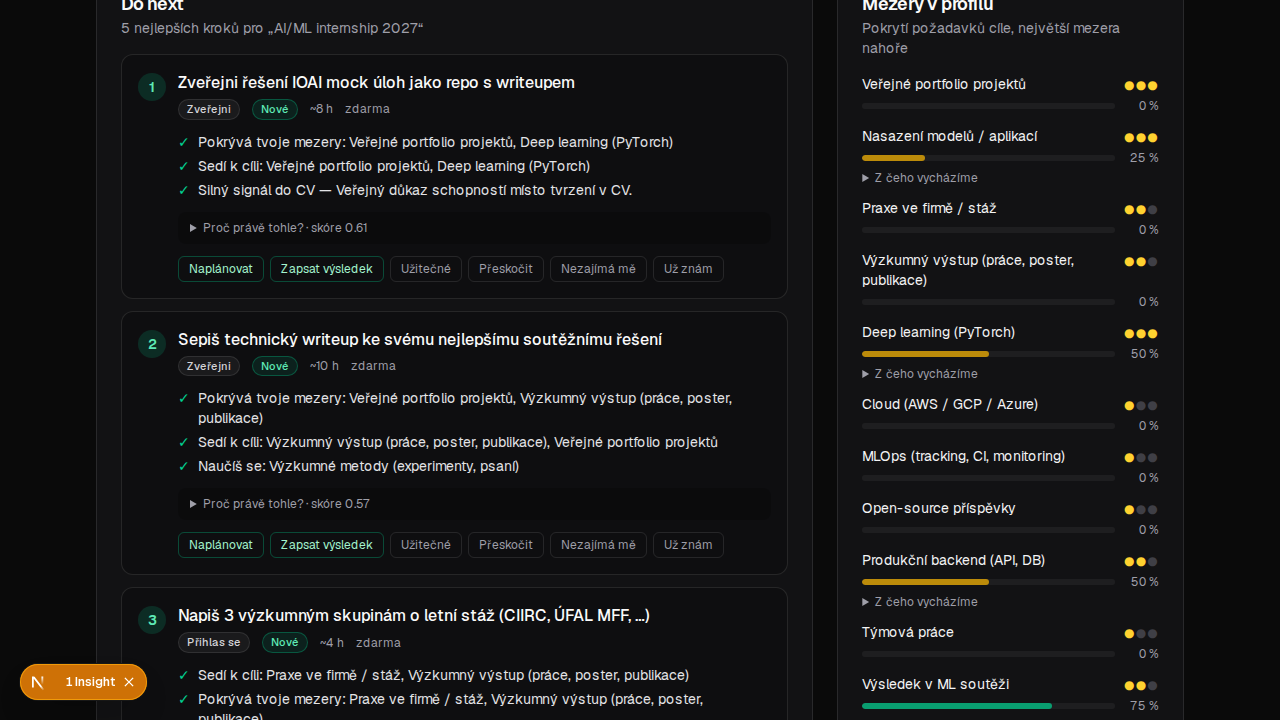 Do next
5 nejlepších kroků pro „AI/ML internship 2027“
1
Zveřejni řešení IOAI mock úloh jako repo s writeupem
Zveřejni Nové ~8 h zdarma
✓ Pokrývá tvoje mezery: Veřejné portfolio projektů, Deep learning (PyTorch)
✓ Sedí k cíli: Veřejné portfolio projektů, Deep learning (PyTorch)
✓ Silný signál do CV — Veřejný důkaz schopností místo tvrzení v CV.
▶ Proč právě tohle? · skóre 0.61
Naplánovat Zapsat výsledek Užitečné Přeskočit Nezajímá mě Už znám
2
Sepiš technický writeup ke svému nejlepšímu soutěžnímu řešení
Zveřejni Nové ~10 h zdarma
✓ Pokrývá tvoje mezery: Veřejné portfolio projektů, Výzkumný výstup (práce, poster,
publikace)
✓ Sedí k cíli: Výzkumný výstup (práce, poster, publikace), Veřejné portfolio projektů
✓ Naučíš se: Výzkumné metody (experimenty, psaní)
▶ Proč právě tohle? · skóre 0.57
Naplánovat Zapsat výsledek Užitečné Přeskočit Nezajímá mě Už znám
3
Napiš 3 výzkumným skupinám o letní stáž (CIIRC, ÚFAL MFF, …)
Přihlas se Nové ~4 h zdarma
✓ Sedí k cíli: Praxe ve firmě / stáž, Výzkumný výstup (práce, poster, publikace)
✓ Pokrývá tvoje mezery: Praxe ve firmě / stáž, Výzkumný výstup (práce, poster,
publikace)
Mezery v profilu
Pokrytí požadavků cíle, největší mezera
nahoře
Veřejné portfolio projektů
0 %
Nasazení modelů / aplikací
25 %
▶ Z čeho vycházíme
Praxe ve firmě / stáž
0 %
Výzkumný výstup (práce, poster,
publikace)
0 %
Deep learning (PyTorch)
50 %
▶ Z čeho vycházíme
Cloud (AWS / GCP / Azure)
0 %
MLOps (tracking, CI, monitoring)
0 %
Open-source příspěvky
0 %
Produkční backend (API, DB)
50 %
▶ Z čeho vycházíme
Týmová práce
0 %
Výsledek v ML soutěži
75 %
N 1 Insight ×